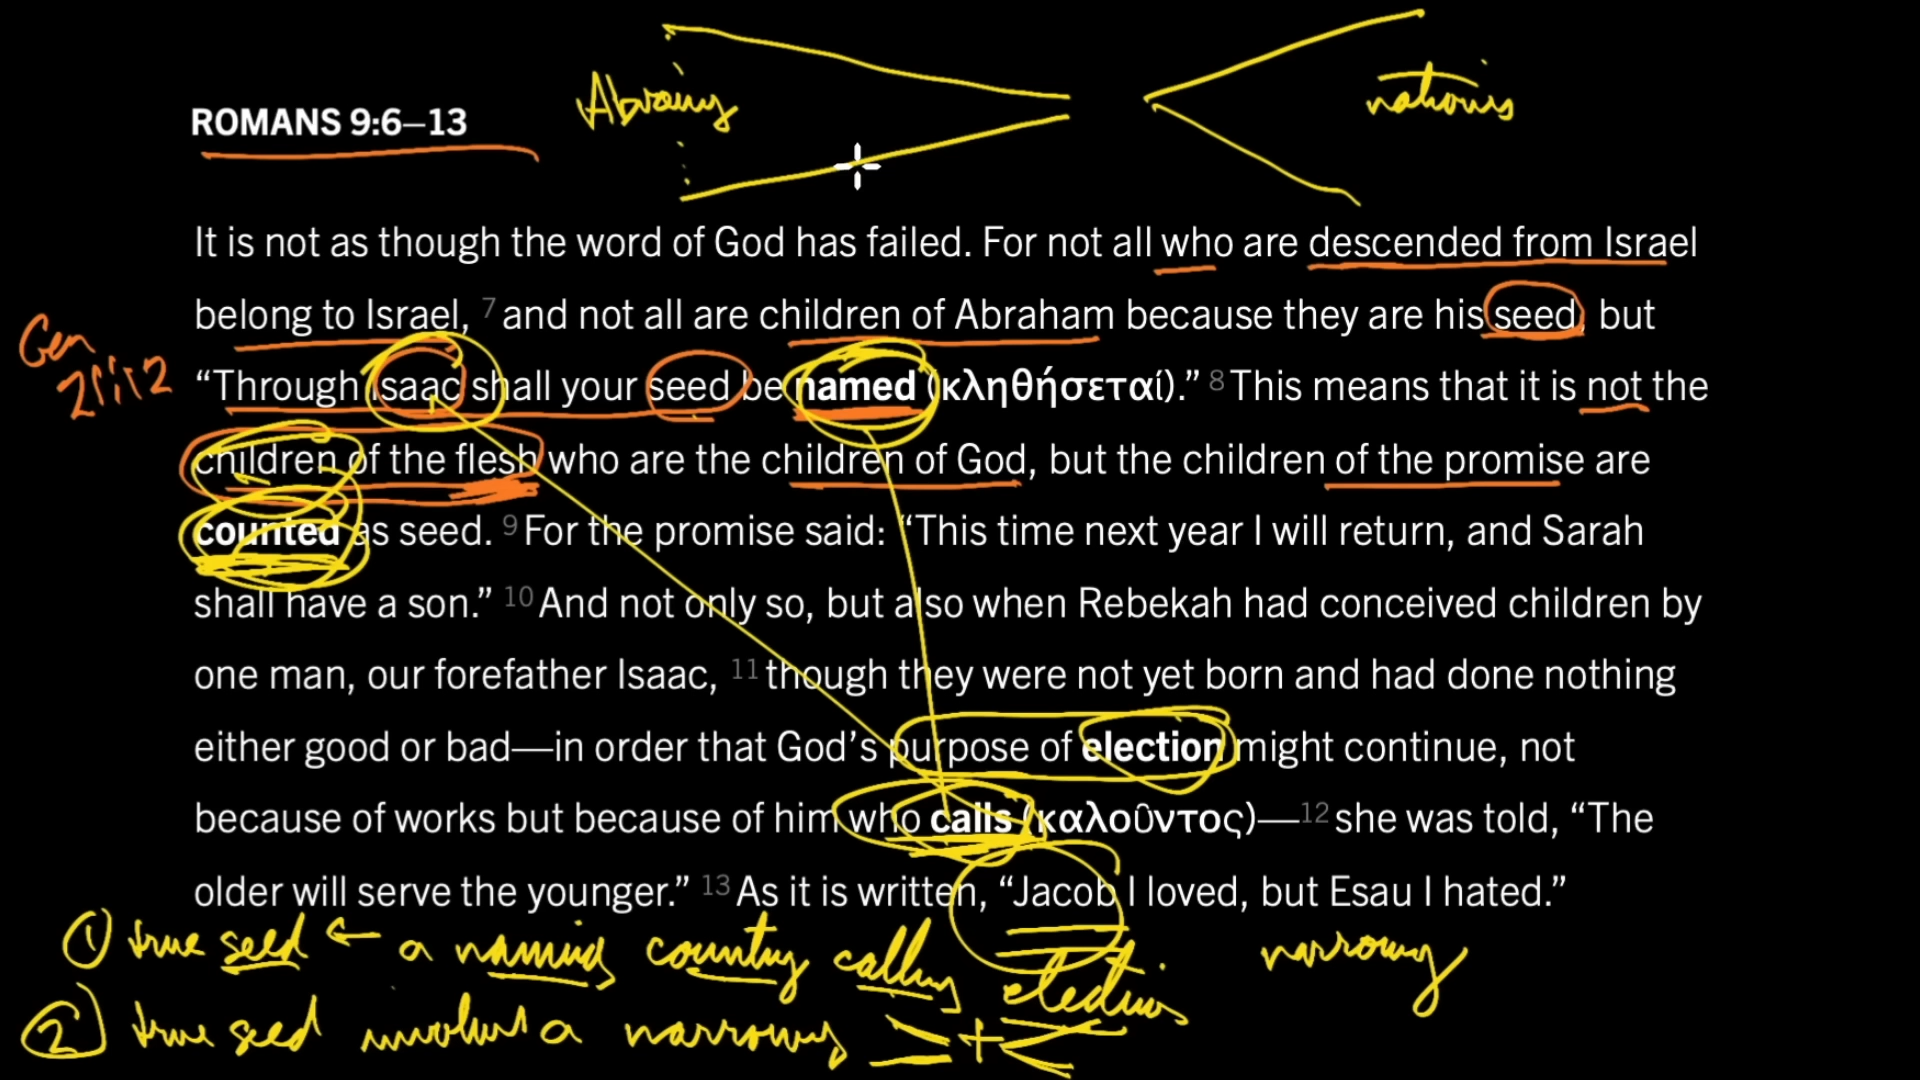 nations
ROMANS 9:6–13
It is not as though the word of God has failed. For not all who are descended from Israel
belong to Israel, 7 and not all are children of Abraham because they are his seed, but
Gen 21:12
“Through Isaac shall your seed be named (κληθήσεταί).” 8 This means that it is not the
children of the flesh who are the children of God, but the children of the promise are
counted as seed. 9 For the promise said: “This time next year I will return, and Sarah
shall have a son.” 10 And not only so, but also when Rebekah had conceived children by
one man, our forefather Isaac, 11 though they were not yet born and had done nothing
either good or bad—in order that God’s purpose of election might continue, not
because of works but because of him who calls (καλοῦντος)—12 she was told, “The
older will serve the younger.” 13 As it is written, “Jacob I loved, but Esau I hated.”
① true seed ← a naming counting calling election narrowing
② true seed involves a narrowing +